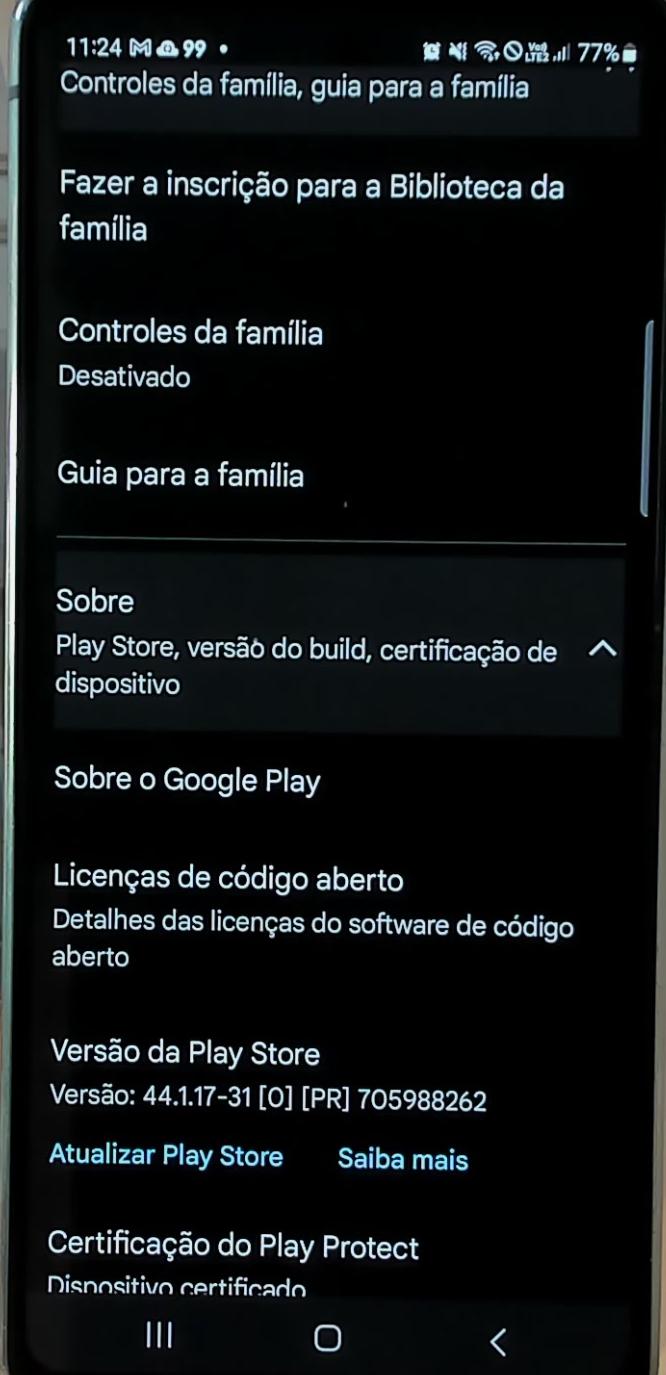 11:24 M 99 •
Vo)) LTE2 77%
Controles da família, guia para a família
Fazer a inscrição para a Biblioteca da
família
Controles da família
Desativado
Guia para a família
Sobre
Play Store, versão do build, certificação de
dispositivo
Sobre o Google Play
Licenças de código aberto
Detalhes das licenças do software de código
aberto
Versão da Play Store
Versão: 44.1.17-31 [0] [PR] 705988262
Atualizar Play Store Saiba mais
Certificação do Play Protect
Dispositivo certificado